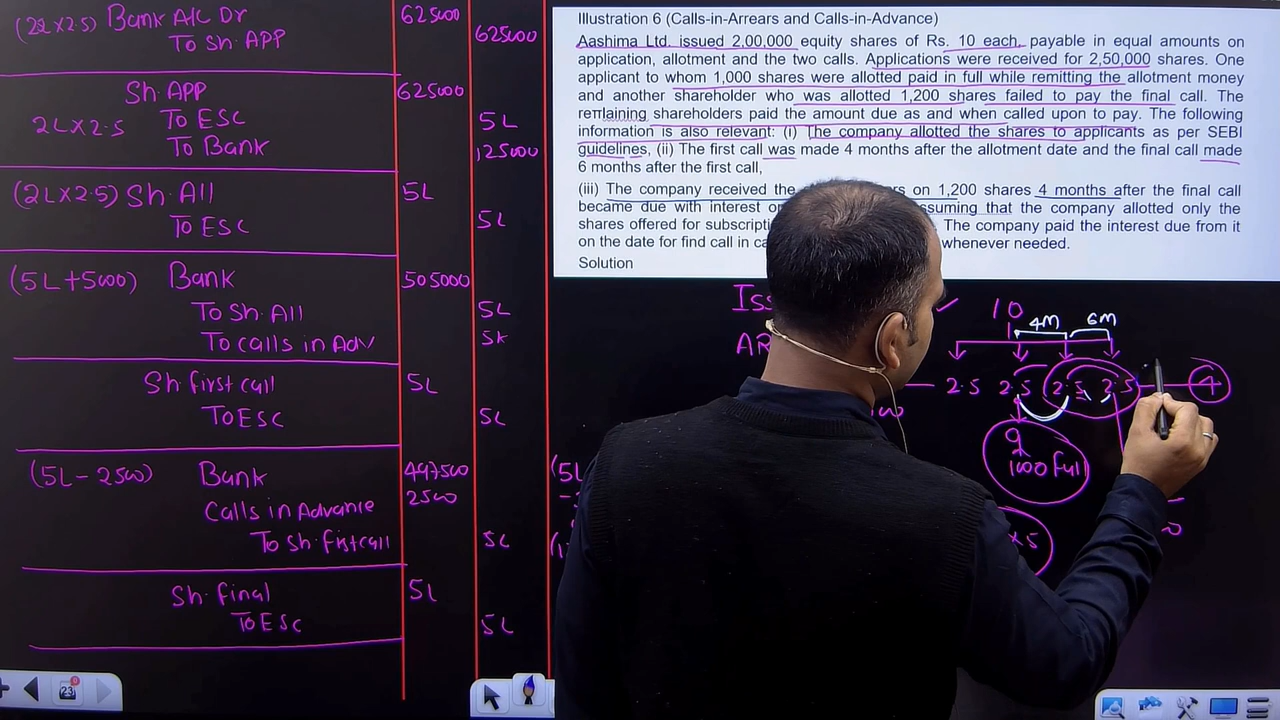 (2L×2.5) Bank A/c Dr 625000
To Sh. APP 625000
Sh. APP 625000
2L×2.5 To ESC 5L
To Bank 125000
(2L×2.5) Sh. All 5L
To ESC 5L
(5L+5000) Bank 505000
To Sh. All 5L
To calls in Adv 5K
Sh. first call 5L
To ESC 5L
(5L-2500) Bank 497500
Calls in Advance 2500
To Sh. fistcall 5L
Sh. final 5L
To ESC 5L
23
Illustration 6 (Calls-in-Arrears and Calls-in-Advance)
Aashima Ltd. issued 2,00,000 equity shares of Rs. 10 each, payable in equal amounts on
application, allotment and the two calls. Applications were received for 2,50,000 shares. One
applicant to whom 1,000 shares were allotted paid in full while remitting the allotment money
and another shareholder who was allotted 1,200 shares failed to pay the final call. The
remaining shareholders paid the amount due as and when called upon to pay. The following
information is also relevant: (i) The company allotted the shares to applicants as per SEBI
guidelines, (ii) The first call was made 4 months after the allotment date and the final call made
6 months after the first call,
(iii) The company received the on 1,200 shares 4 months after the final call
became due with interest that the company allotted only the
shares offered for The company paid the interest due from it
on the date for find call in whenever needed.
Solution
10
4M 6M
2.5 2.5 2.5 2.5 4
1000 Full
×5
(5L